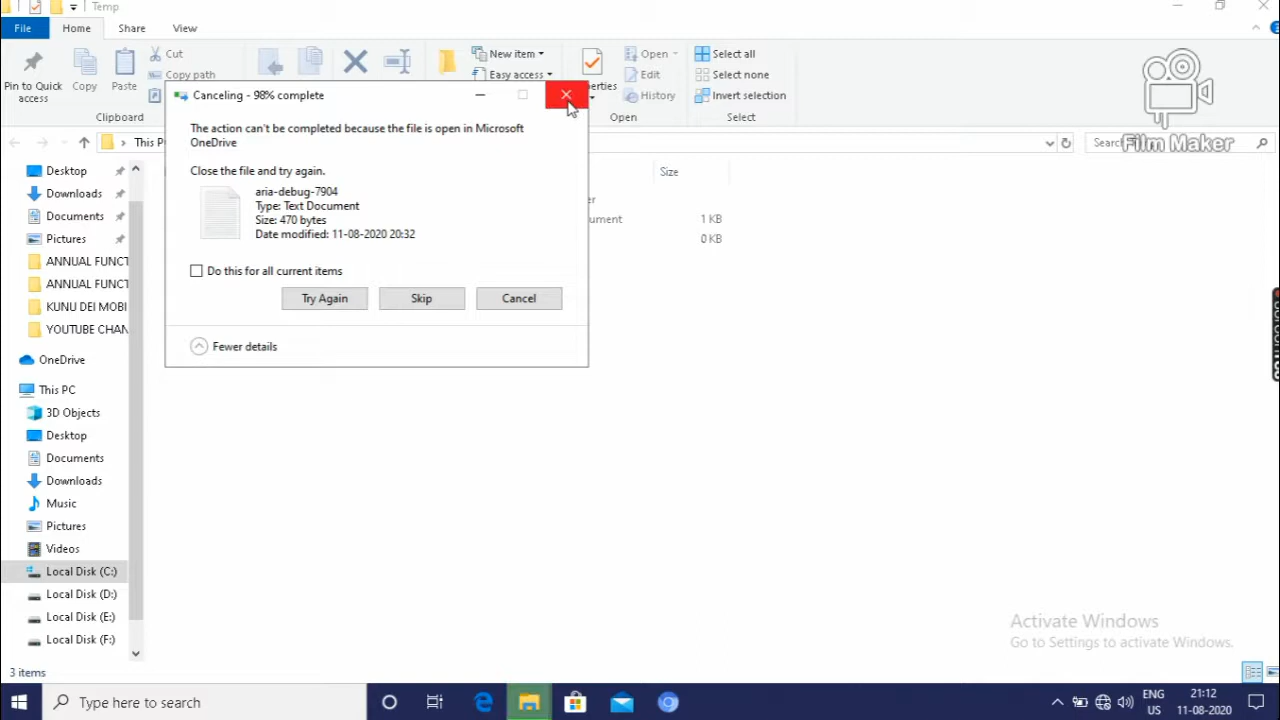 Temp
File
Home
Share
View
Pin to Quick
access
Copy
Paste
Cut
Copy path
New item
Easy access
Open
Edit
History
Select all
Select none
Invert selection
Clipboard
Open
Select
Canceling - 98% complete
The action can't be completed because the file is open in Microsoft
OneDrive
Close the file and try again.
aria-debug-7904
Type: Text Document
Size: 470 bytes
Date modified: 11-08-2020 20:32
Do this for all current items
Try Again
Skip
Cancel
Fewer details
This P
Film Maker
Size
1 KB
0 KB
Desktop
Downloads
Documents
Pictures
ANNUAL FUNCT
ANNUAL FUNCT
KUNU DEI MOBI
YOUTUBE CHAN
OneDrive
This PC
3D Objects
Desktop
Documents
Downloads
Music
Pictures
Videos
Local Disk (C:)
Local Disk (D:)
Local Disk (E:)
Local Disk (F:)
Activate Windows
Go to Settings to activate Windows.
3 items
Type here to search
ENG
US
21:12
11-08-2020